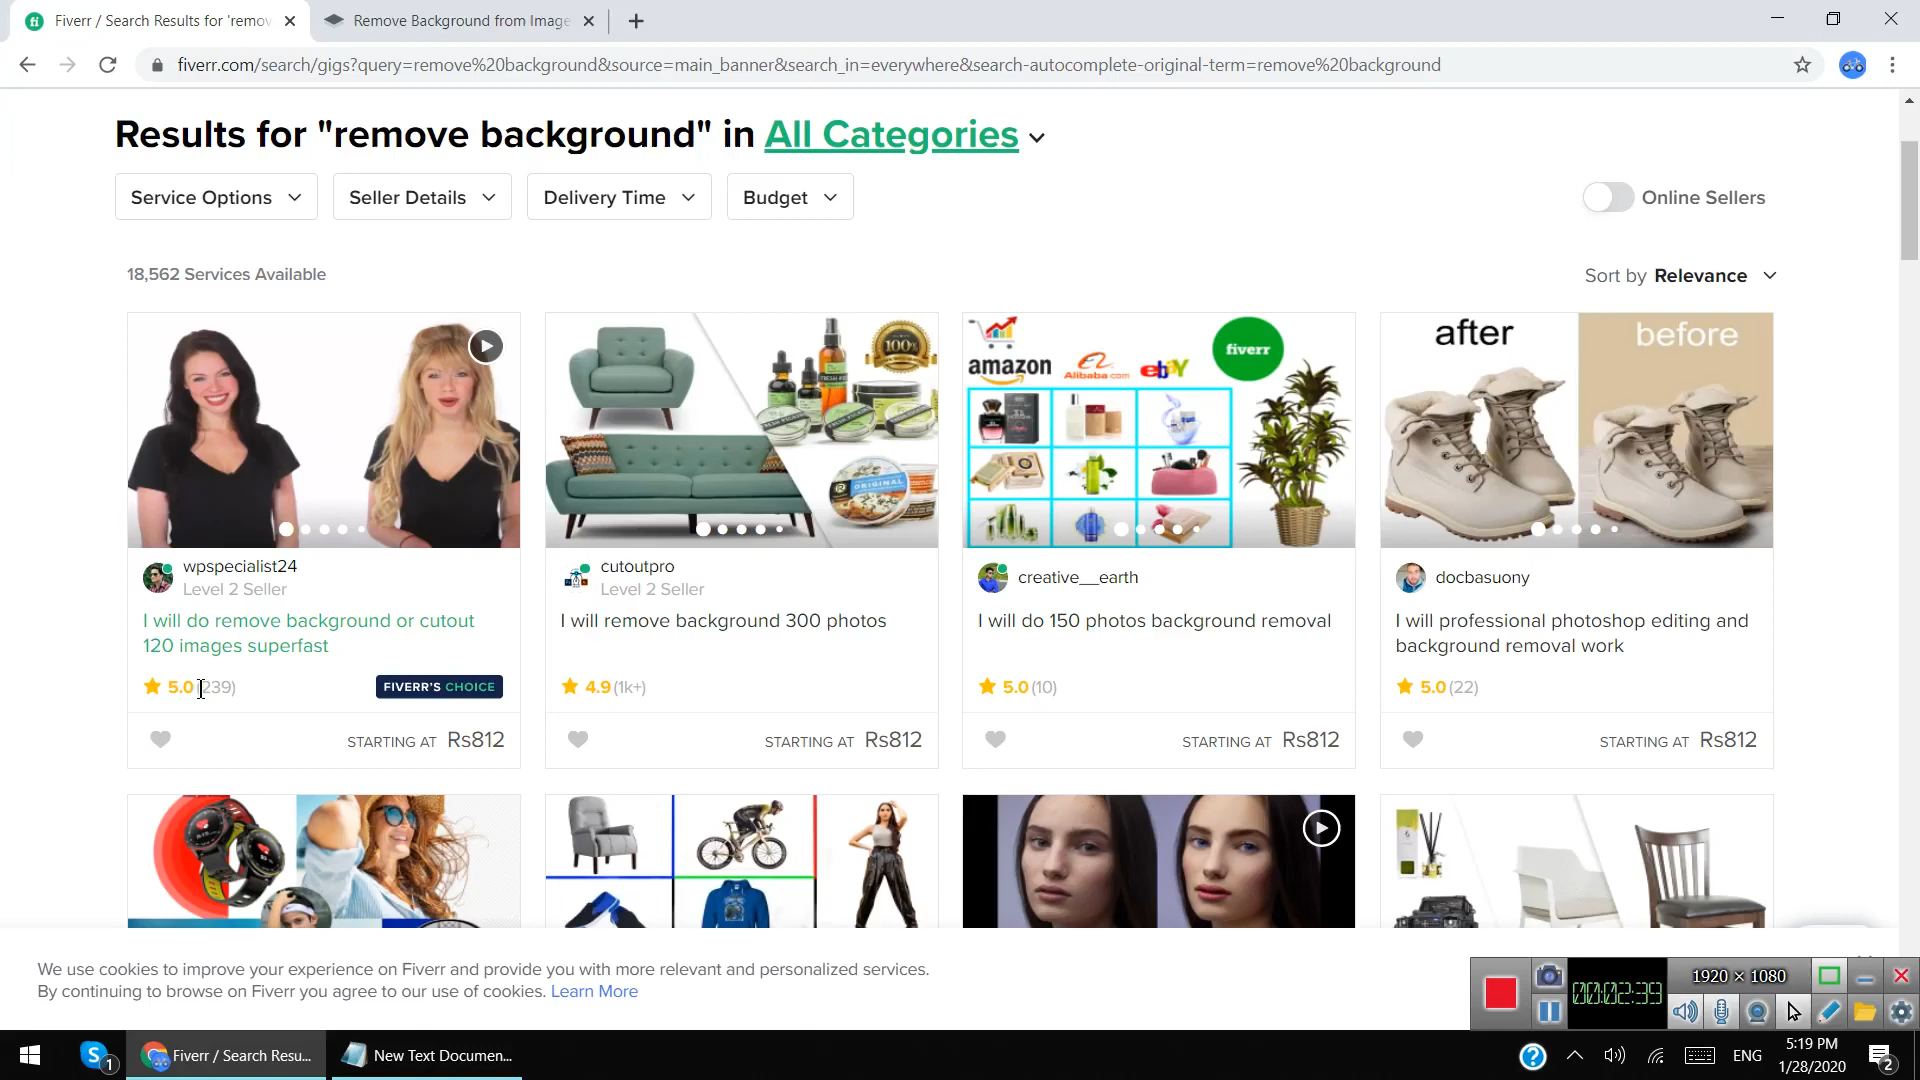 Fiverr / Search Results for 'remov
Remove Background from Image
fiverr.com/search/gigs?query=remove%20background&source=main_banner&search_in=everywhere&search-autocomplete-original-term=remove%20background
Results for "remove background" in All Categories
Service Options
Seller Details
Delivery Time
Budget
Online Sellers
18,562 Services Available
Sort by Relevance
100%
ORIGINAL
amazon
Alibaba.com
ebay
fiverr
after
before
wpspecialist24
Level 2 Seller
I will do remove background or cutout
120 images superfast
5.0 (239)
FIVERR'S CHOICE
STARTING AT Rs812
cutoutpro
Level 2 Seller
I will remove background 300 photos
4.9 (1k+)
STARTING AT Rs812
creative__earth
I will do 150 photos background removal
5.0 (10)
STARTING AT Rs812
docbasuony
I will professional photoshop editing and
background removal work
5.0 (22)
STARTING AT Rs812
We use cookies to improve your experience on Fiverr and provide you with more relevant and personalized services.
By continuing to browse on Fiverr you agree to our use of cookies. Learn More
1920 × 1080
00:02:39
1
Fiverr / Search Resu...
New Text Documen...
ENG
5:19 PM
1/28/2020
2